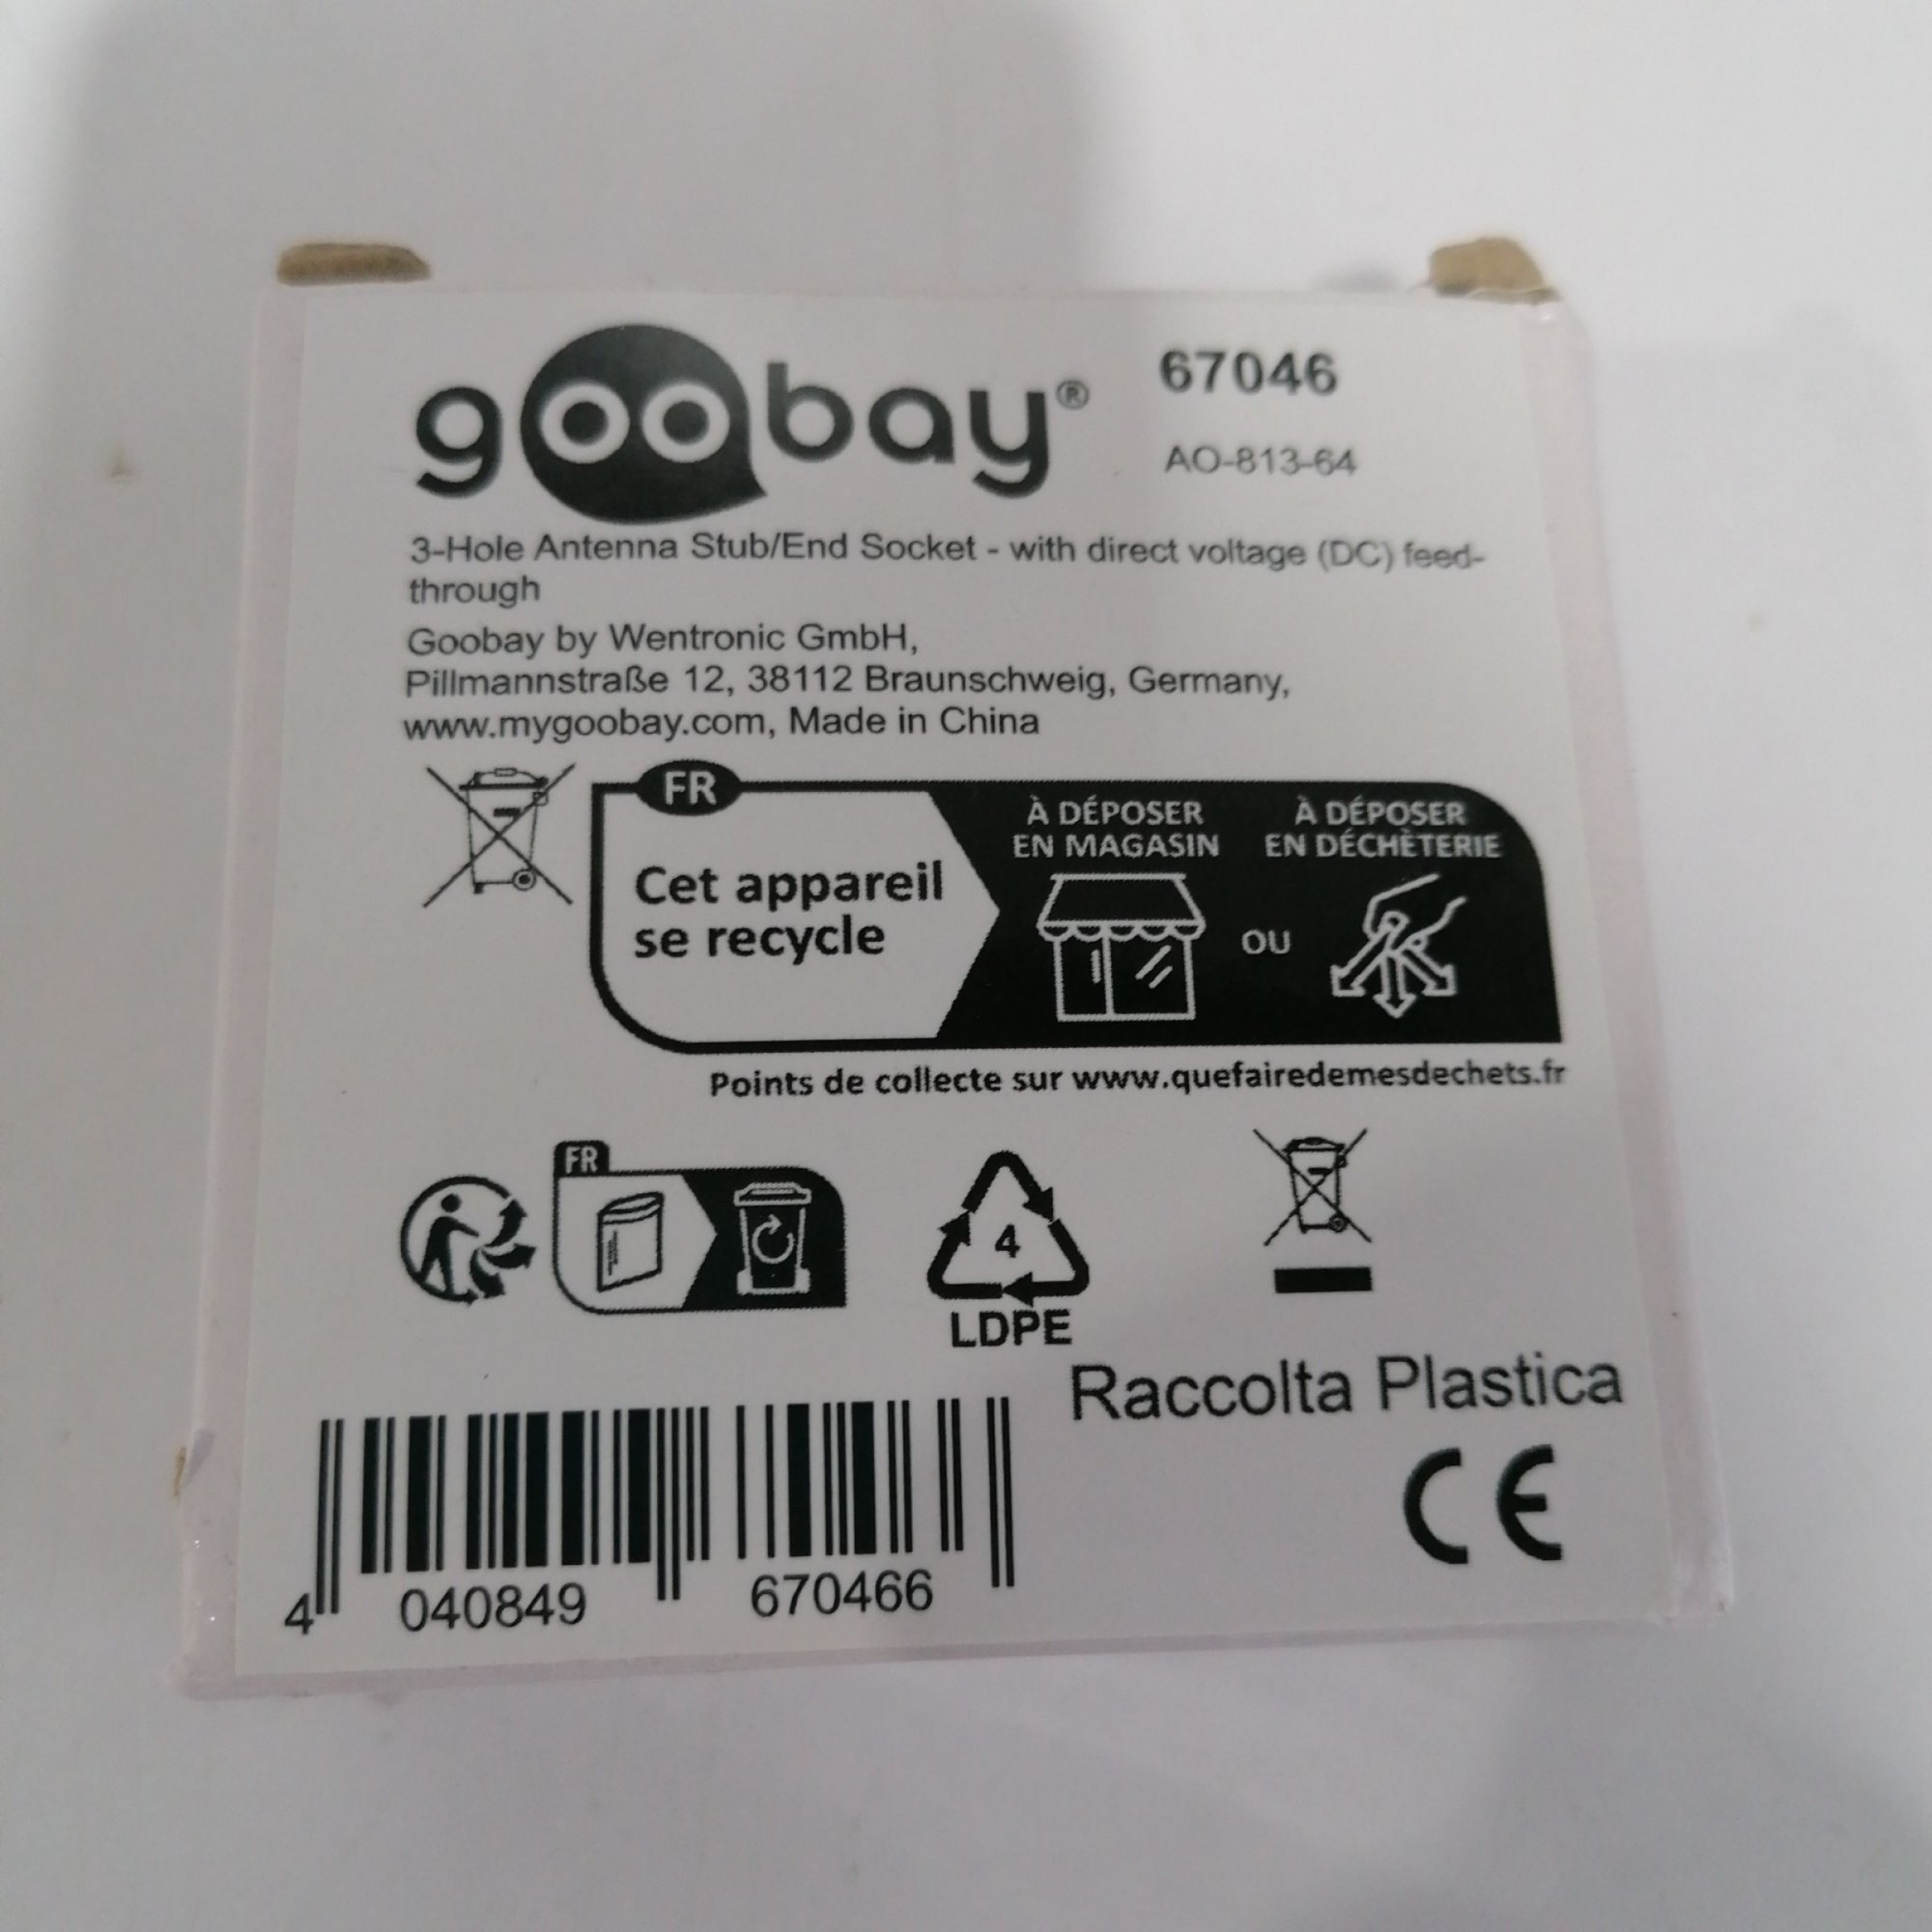 goobay®
67046
AO-813-64
3-Hole Antenna Stub/End Socket - with direct voltage (DC) feed-
through
Goobay by Wentronic GmbH,
Pillmannstraße 12, 38112 Braunschweig, Germany,
www.mygoobay.com, Made in China
FR
Cet appareil
se recycle
À DÉPOSER
EN MAGASIN
OU
À DÉPOSER
EN DÉCHÈTERIE
Points de collecte sur www.quefairedemesdechets.fr
FR
4
LDPE
Raccolta Plastica
CE
4 040849 670466